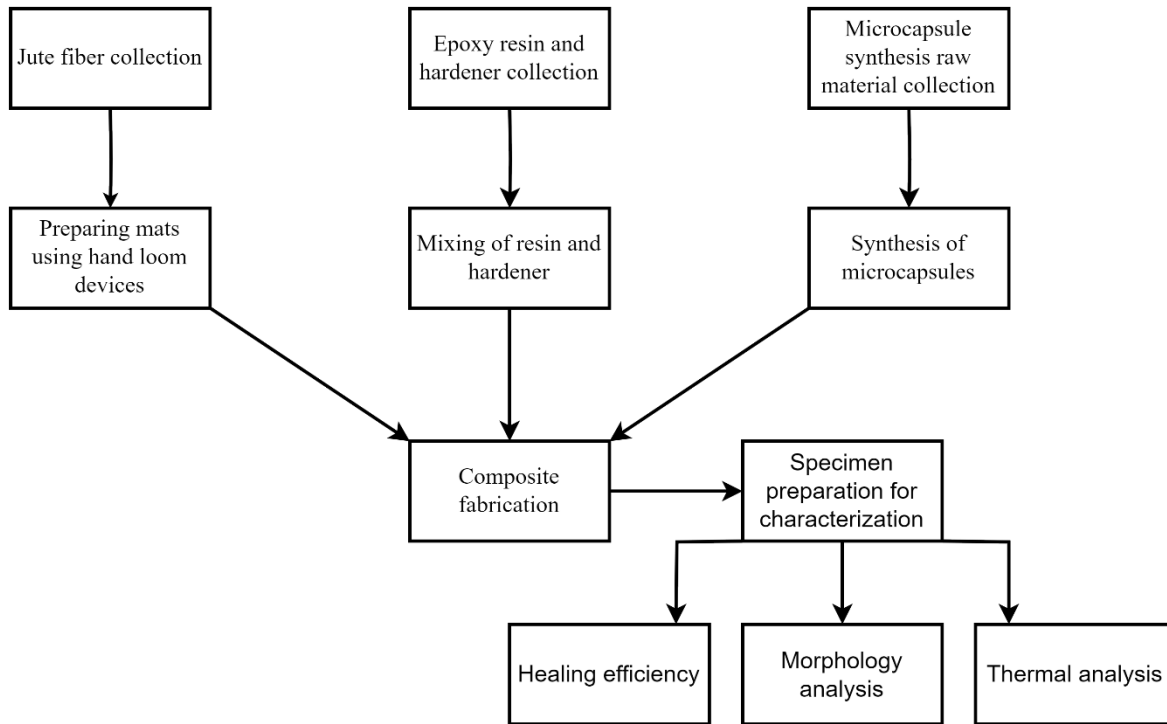 Jute fiber collection
Epoxy resin and
hardener collection
Microcapsule
synthesis raw
material collection
Preparing mats
using hand loom
devices
Mixing of resin and
hardener
Synthesis of
microcapsules
Composite
fabrication
Specimen
preparation for
characterization
Healing efficiency
Morphology
analysis
Thermal analysis